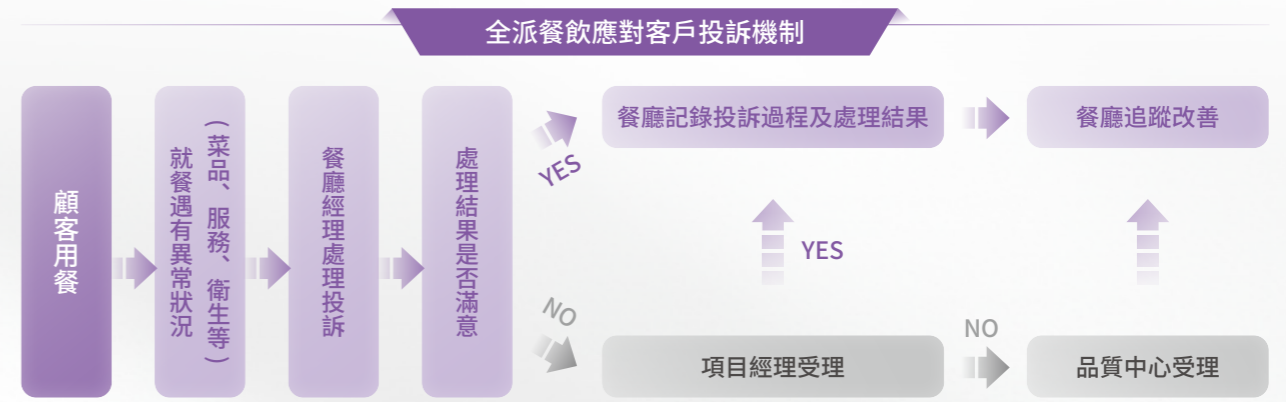 全派餐飲應對客戶投訴機制
顧客用餐
就餐遇有異常狀況
（菜品、服務、衛生等）
餐廳經理處理投訴
處理結果是否滿意
YES
餐廳記錄投訴過程及處理結果
餐廳追蹤改善
YES
NO
項目經理受理
NO
品質中心受理